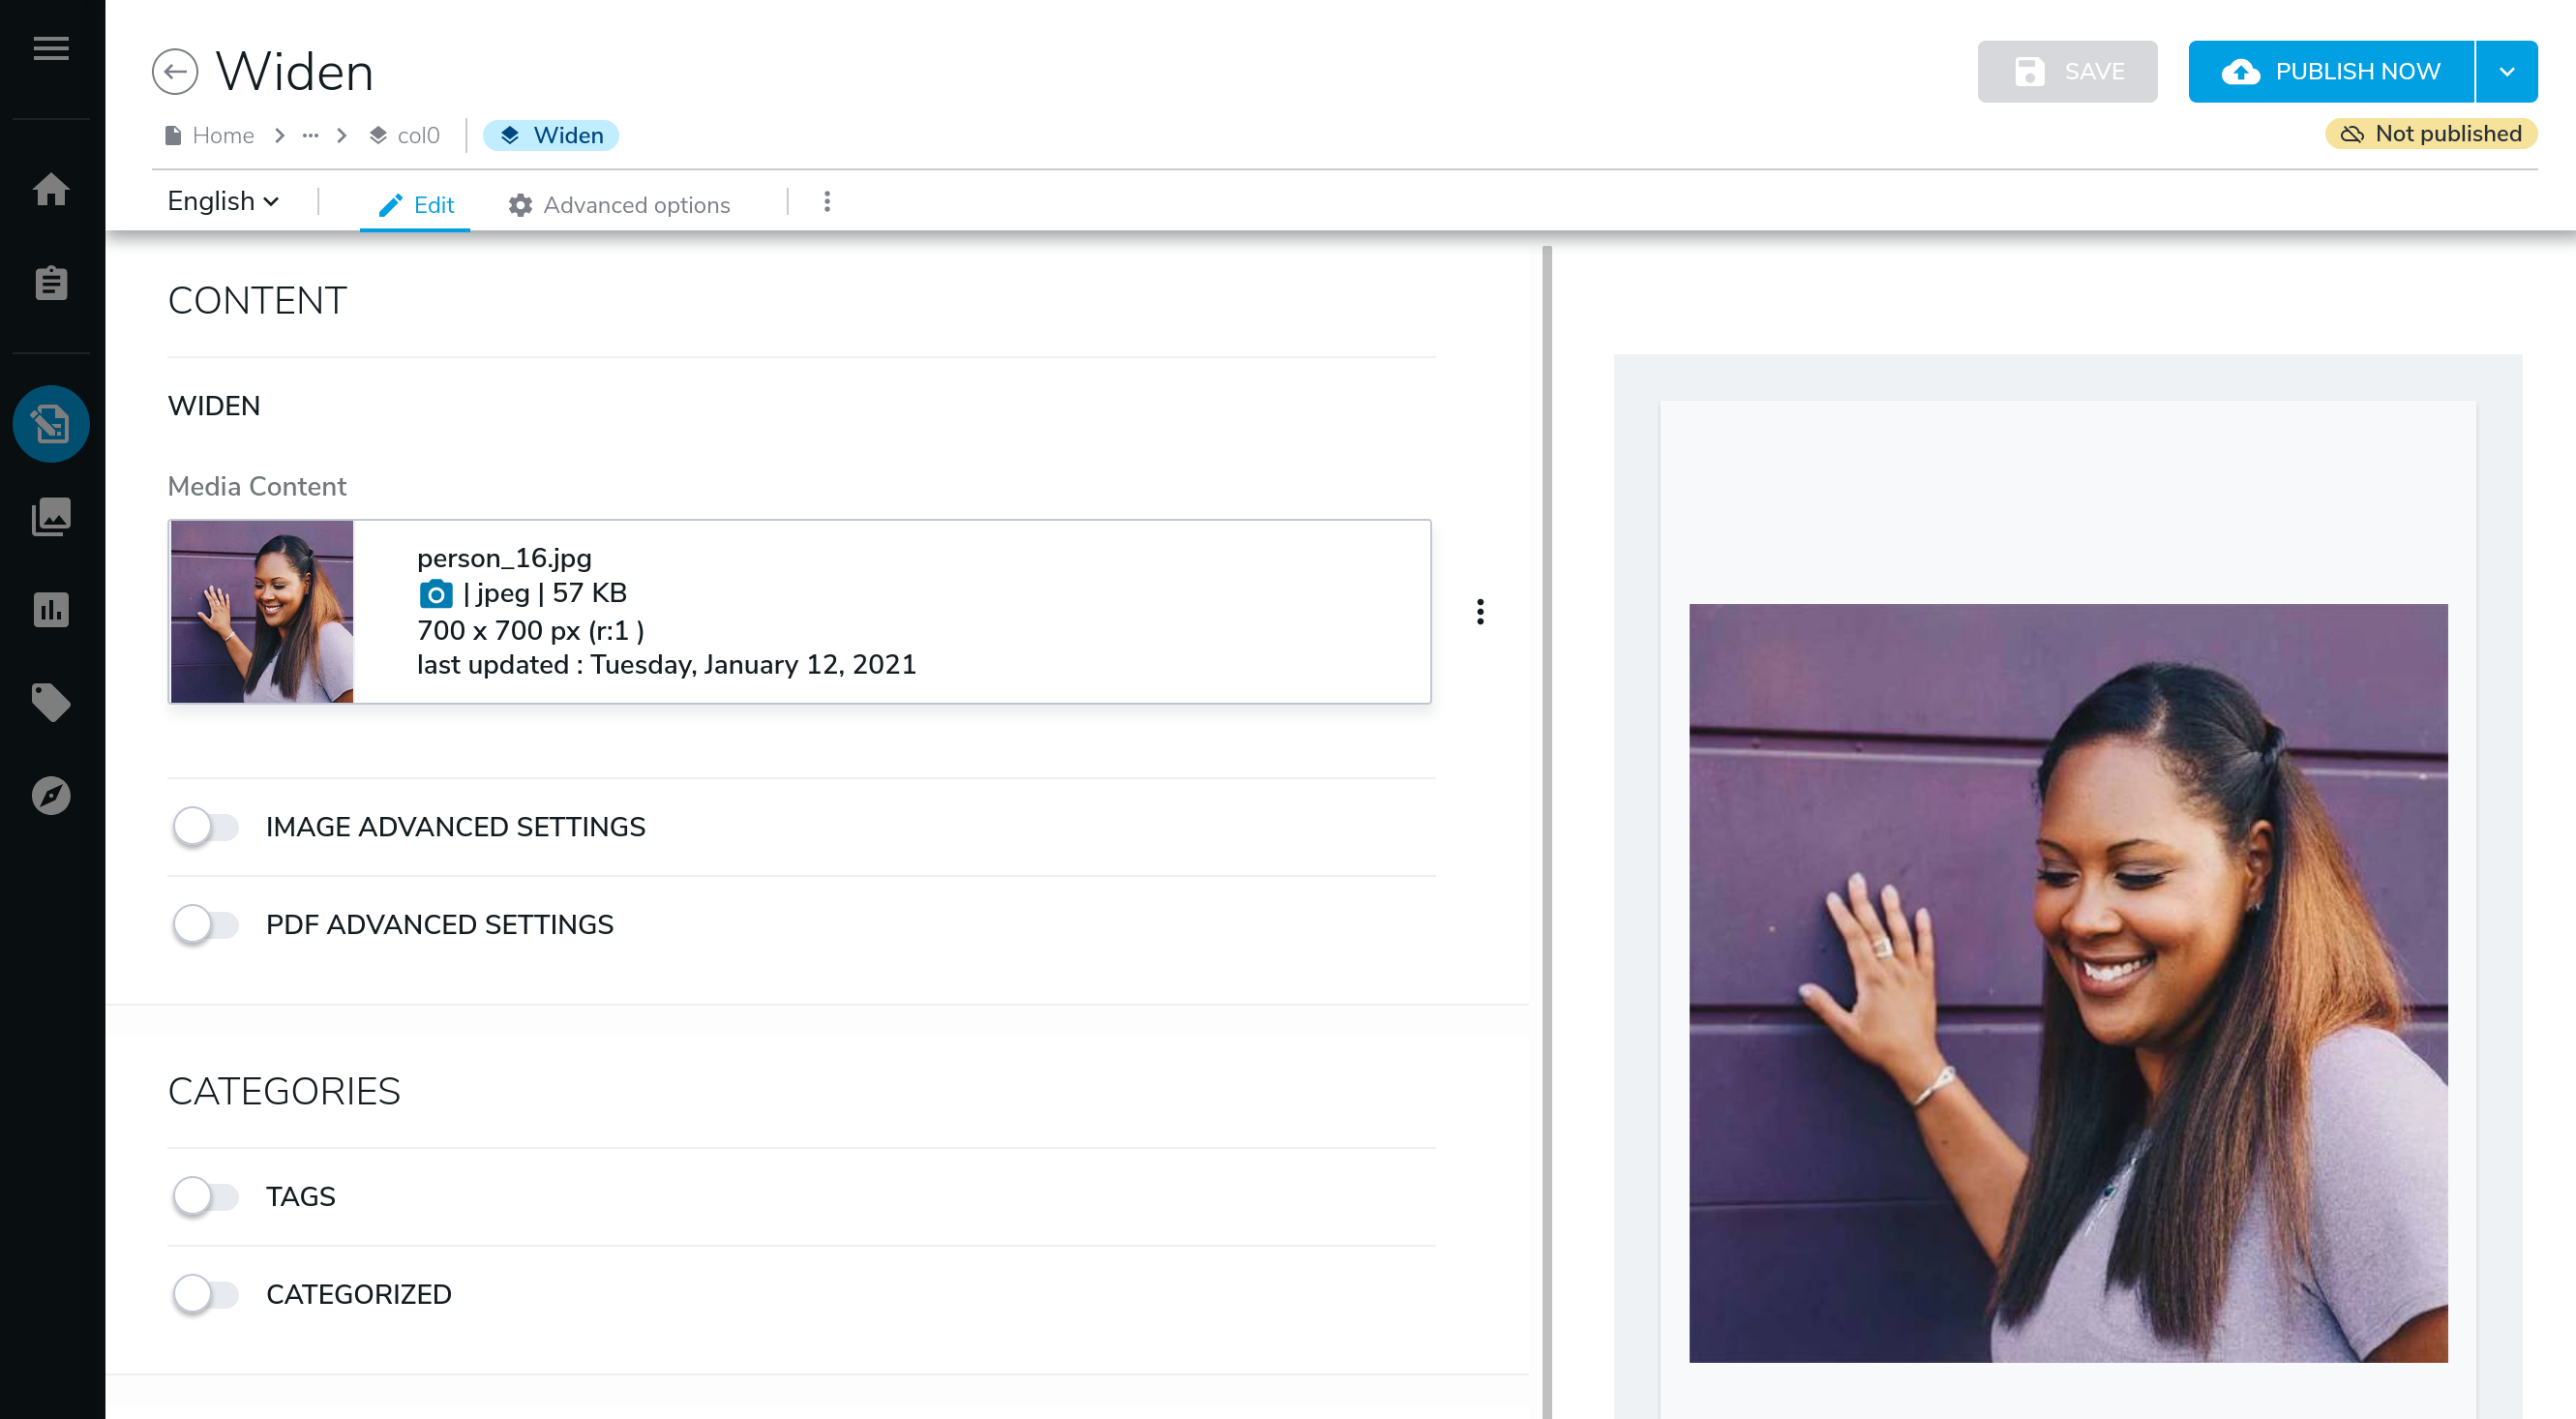 Widen
SAVE
PUBLISH NOW
Home
col0
Widen
Not published
English
Edit
Advanced options
CONTENT
WIDEN
Media Content
person_16.jpg
| jpeg | 57 KB
700 x 700 px (r:1 )
last updated : Tuesday, January 12, 2021
IMAGE ADVANCED SETTINGS
PDF ADVANCED SETTINGS
CATEGORIES
TAGS
CATEGORIZED